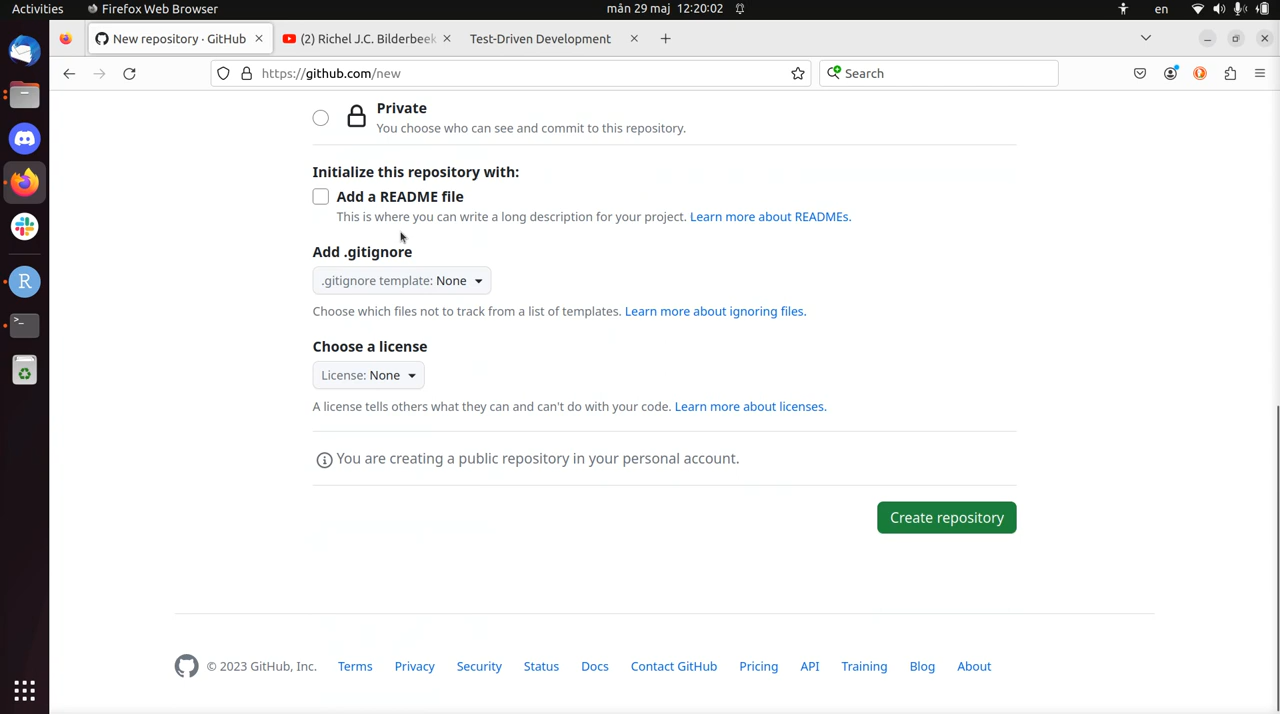 Activities
Firefox Web Browser
mån 29 maj 12:20:02
en
New repository · GitHub
(2) Richel J.C. Bilderbeek
Test-Driven Development
https://github.com/new
Search
Private
You choose who can see and commit to this repository.
Initialize this repository with:
Add a README file
This is where you can write a long description for your project. Learn more about READMEs.
Add .gitignore
.gitignore template: None
Choose which files not to track from a list of templates. Learn more about ignoring files.
Choose a license
License: None
A license tells others what they can and can't do with your code. Learn more about licenses.
You are creating a public repository in your personal account.
Create repository
© 2023 GitHub, Inc.
Terms
Privacy
Security
Status
Docs
Contact GitHub
Pricing
API
Training
Blog
About